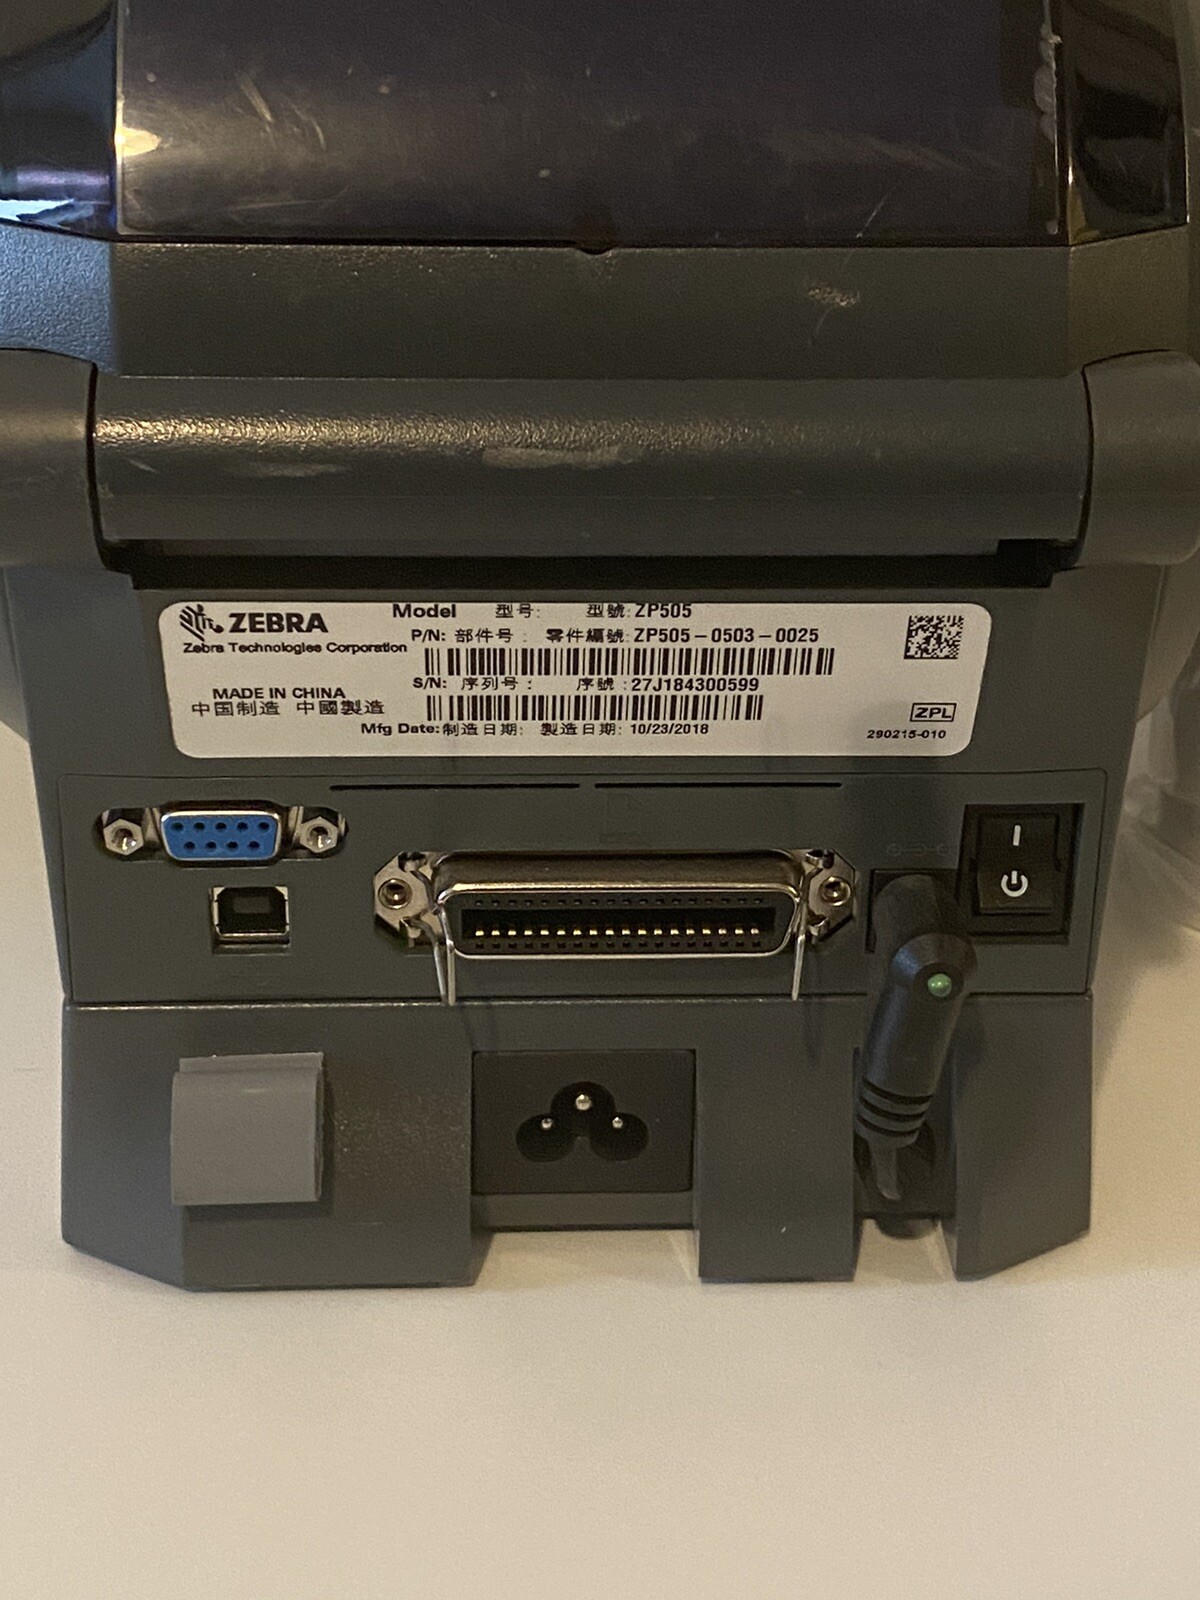 ZEBRA
Zebra Technologies Corporation
MADE IN CHINA
中国制造 中國製造
Model 型号: 型號: ZP505
P/N: 部件号: 零件編號: ZP505-0503-0025
S/N: 序列号: 序號: 27J184300599
Mfg Date: 制造日期: 製造日期: 10/23/2018
ZPL
290215-010